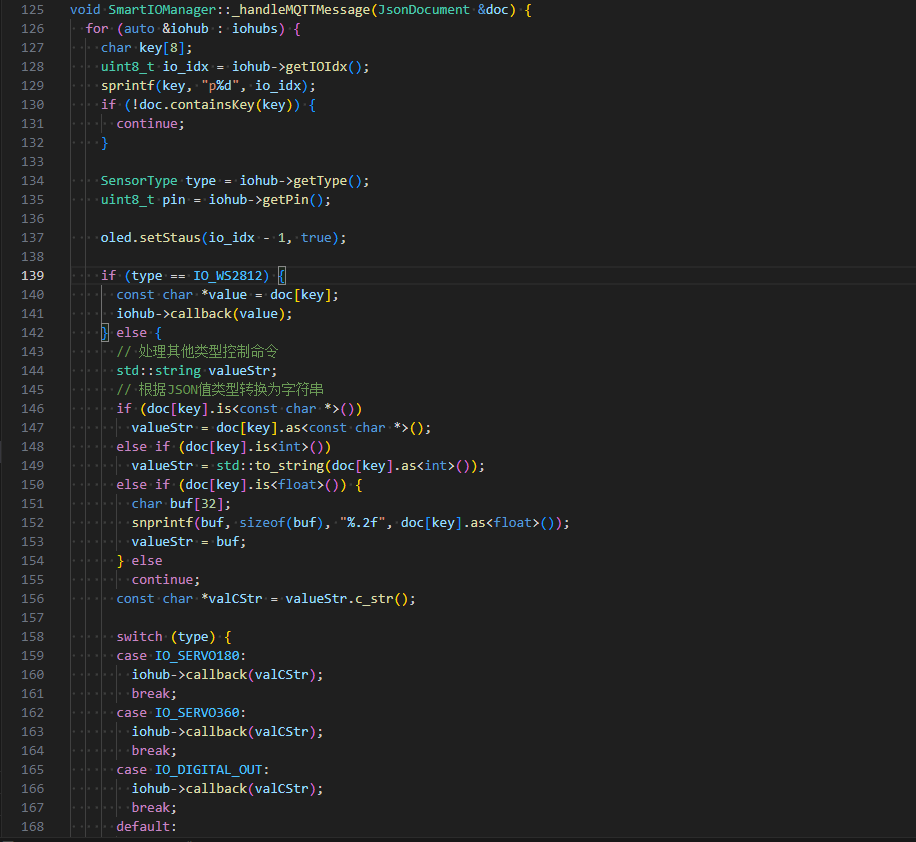 125 void SmartIOManager::_handleMQTTMessage(JsonDocument &doc) {
126   for (auto &iohub : iohubs) {
127     char key[8];
128     uint8_t io_idx = iohub->getIOIdx();
129     sprintf(key, "p%d", io_idx);
130     if (!doc.containsKey(key)) {
131       continue;
132     }
133
134     SensorType type = iohub->getType();
135     uint8_t pin = iohub->getPin();
136
137     oled.setStaus(io_idx - 1, true);
138
139     if (type == IO_WS2812) {
140       const char *value = doc[key];
141       iohub->callback(value);
142     } else {
143       // 处理其他类型控制命令
144       std::string valueStr;
145       // 根据JSON值类型转换为字符串
146       if (doc[key].is<const char *>())
147         valueStr = doc[key].as<const char *>();
148       else if (doc[key].is<int>())
149         valueStr = std::to_string(doc[key].as<int>());
150       else if (doc[key].is<float>()) {
151         char buf[32];
152         snprintf(buf, sizeof(buf), "%.2f", doc[key].as<float>());
153         valueStr = buf;
154       } else
155         continue;
156       const char *valCStr = valueStr.c_str();
157
158       switch (type) {
159       case IO_SERVO180:
160         iohub->callback(valCStr);
161         break;
162       case IO_SERVO360:
163         iohub->callback(valCStr);
164         break;
165       case IO_DIGITAL_OUT:
166         iohub->callback(valCStr);
167         break;
168       default: